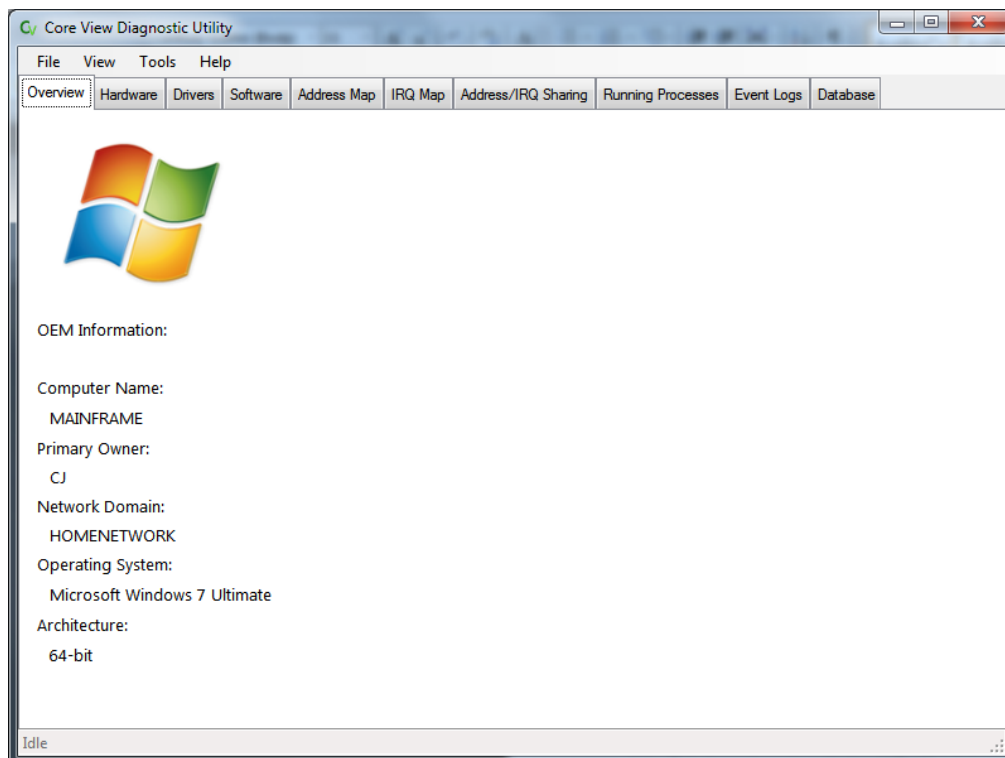 Core View Diagnostic Utility
File View Tools Help
Overview Hardware Drivers Software Address Map IRQ Map Address/IRQ Sharing Running Processes Event Logs Database
OEM Information:
Computer Name:
MAINFRAME
Primary Owner:
CJ
Network Domain:
HOMENETWORK
Operating System:
Microsoft Windows 7 Ultimate
Architecture:
64-bit
Idle